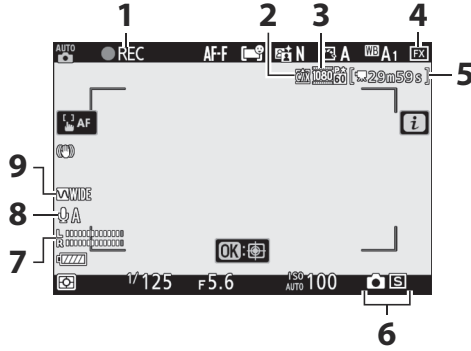 1 2 3 4
AUTO REC AF-F N A WB A1 FX
1080 60 [29m59s] 5
AF i
9 WIDE
8 A
7 L
R
OK:
1/125 F5.6 ISO AUTO 100 S
6